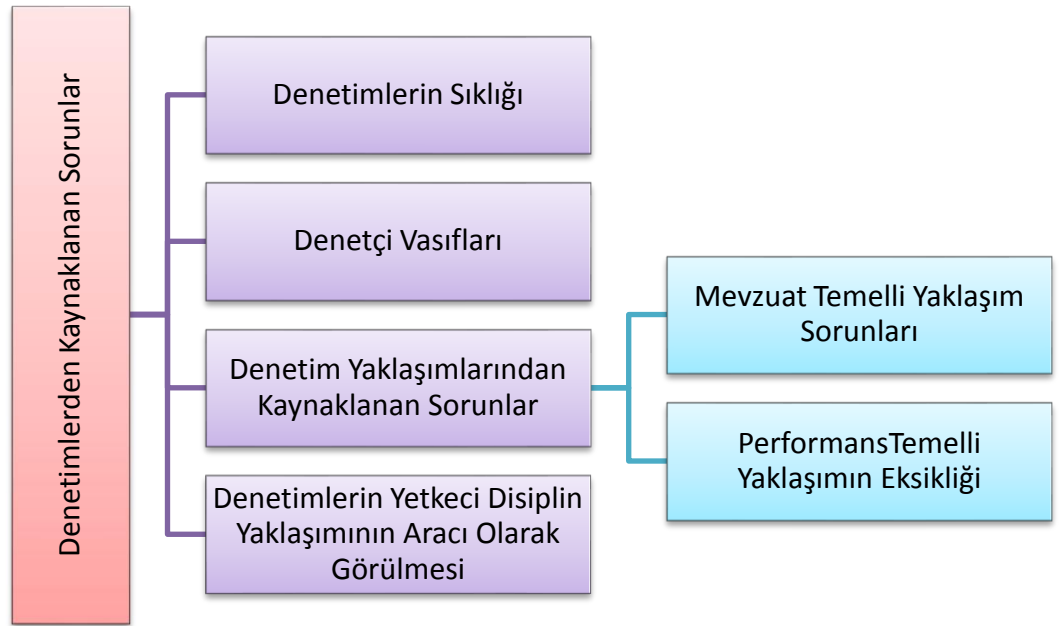 Denetimlerden Kaynaklanan Sorunlar
Denetimlerin Sıklığı
Denetçi Vasıfları
Denetim Yaklaşımlarından
Kaynaklanan Sorunlar
Mevzuat Temelli Yaklaşım
Sorunları
PerformansTemelli
Yaklaşımın Eksikliği
Denetimlerin Yetkeci Disiplin
Yaklaşımının Aracı Olarak
Görülmesi